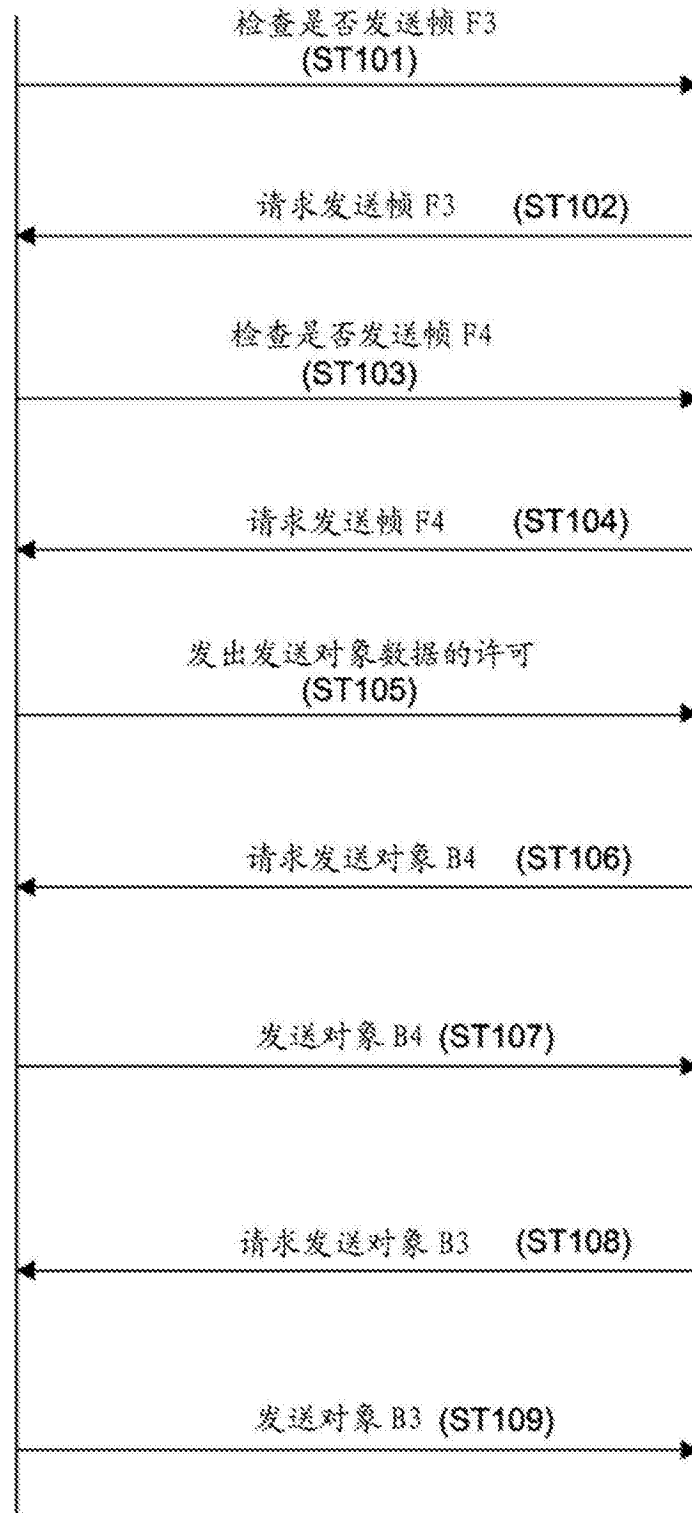 检查是否发送帧 F3
(ST101)
请求发送帧 F3 (ST102)
检查是否发送帧 F4
(ST103)
请求发送帧 F4 (ST104)
发出发送对象数据的许可
(ST105)
请求发送对象 B4 (ST106)
发送对象 B4 (ST107)
请求发送对象 B3 (ST108)
发送对象 B3 (ST109)